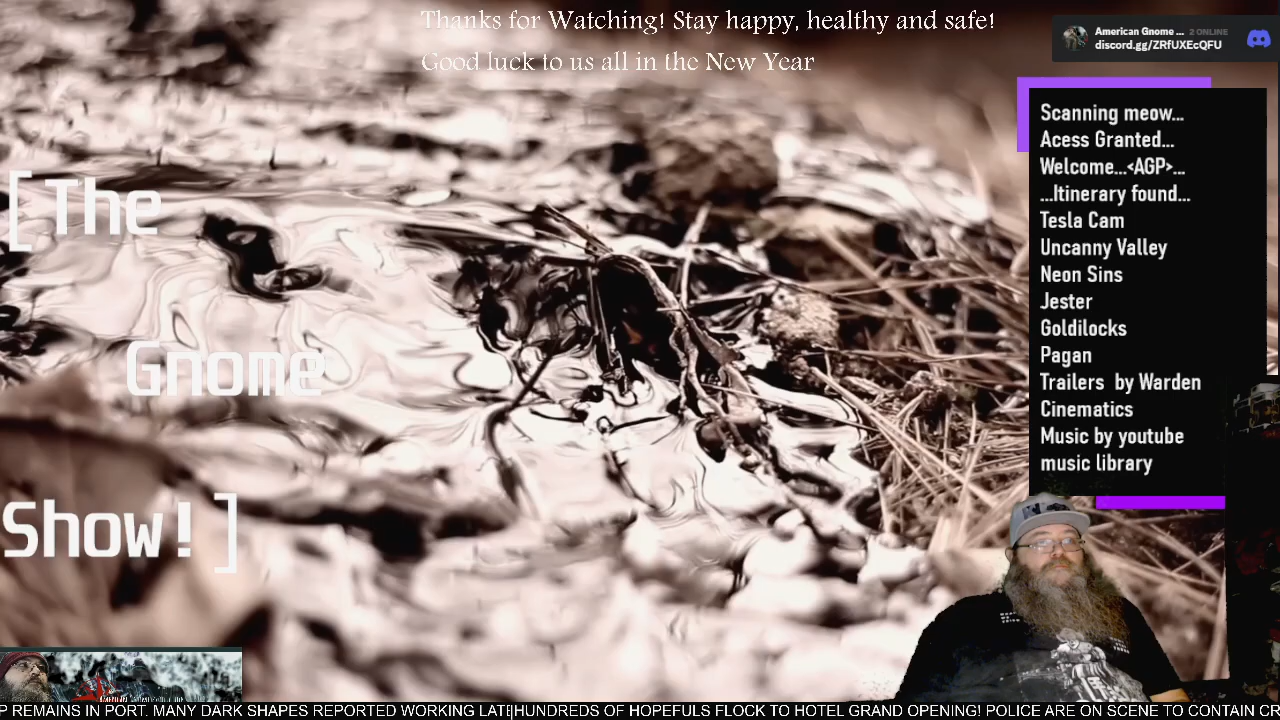 Thanks for Watching! Stay happy, healthy and safe!
Good luck to us all in the New Year
American Gnome ... 2 ONLINE
discord.gg/ZRfUXEcQFU
Scanning meow...
Acess Granted...
Welcome...<AGP>...
...Itinerary found...
Tesla Cam
Uncanny Valley
Neon Sins
Jester
Goldilocks
Pagan
Trailers by Warden
Cinematics
Music by youtube
music library
[The
Gnome
Show! ]
P REMAINS IN PORT. MANY DARK SHAPES REPORTED WORKING LATE HUNDREDS OF HOPEFULS FLOCK TO HOTEL GRAND OPENING! POLICE ARE ON SCENE TO CONTAIN CR